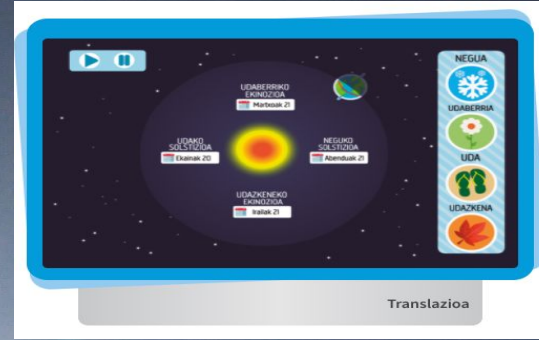 NEGUA
UDABERRIA
UDA
UDAZKENA
UDABERRIKO
EKINOZIOA
Martxoak 21
UDAKO
SOLSTIZIOA
Ekainak 20
NEGUKO
SOLSTIZIOA
Abenduak 21
UDAZKENEKO
EKINOZIOA
Irailak 21
Translazioa